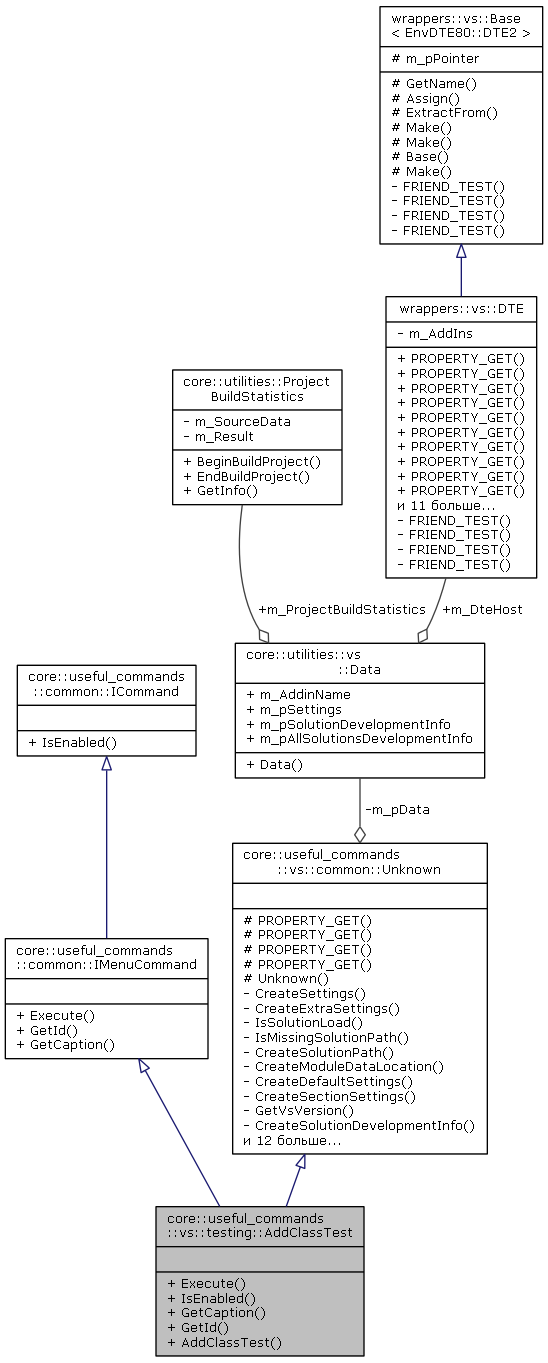 wrappers::vs::Base
< EnvDTE80::DTE2 >
# m_pPointer
# GetName()
# Assign()
# ExtractFrom()
# Make()
# Make()
# Base()
# Make()
- FRIEND_TEST()
- FRIEND_TEST()
- FRIEND_TEST()
- FRIEND_TEST()
wrappers::vs::DTE
- m_AddIns
+ PROPERTY_GET()
+ PROPERTY_GET()
+ PROPERTY_GET()
+ PROPERTY_GET()
+ PROPERTY_GET()
+ PROPERTY_GET()
+ PROPERTY_GET()
+ PROPERTY_GET()
+ PROPERTY_GET()
+ PROPERTY_GET()
и 11 больше...
- FRIEND_TEST()
- FRIEND_TEST()
- FRIEND_TEST()
- FRIEND_TEST()
core::utilities::Project
BuildStatistics
- m_SourceData
- m_Result
+ BeginBuildProject()
+ EndBuildProject()
+ GetInfo()
+m_ProjectBuildStatistics
+m_DteHost
core::utilities::vs
::Data
+ m_AddinName
+ m_pSettings
+ m_pSolutionDevelopmentInfo
+ m_pAllSolutionsDevelopmentInfo
+ Data()
core::useful_commands
::common::ICommand
+ IsEnabled()
-m_pData
core::useful_commands
::vs::common::Unknown
# PROPERTY_GET()
# PROPERTY_GET()
# PROPERTY_GET()
# PROPERTY_GET()
# Unknown()
- CreateSettings()
- CreateExtraSettings()
- IsSolutionLoad()
- IsMissingSolutionPath()
- CreateSolutionPath()
- CreateModuleDataLocation()
- CreateDefaultSettings()
- CreateSectionSettings()
- GetVsVersion()
- CreateSolutionDevelopmentInfo()
и 12 больше...
core::useful_commands
::common::IMenuCommand
+ Execute()
+ GetId()
+ GetCaption()
core::useful_commands
::vs::testing::AddClassTest
+ Execute()
+ IsEnabled()
+ GetCaption()
+ GetId()
+ AddClassTest()